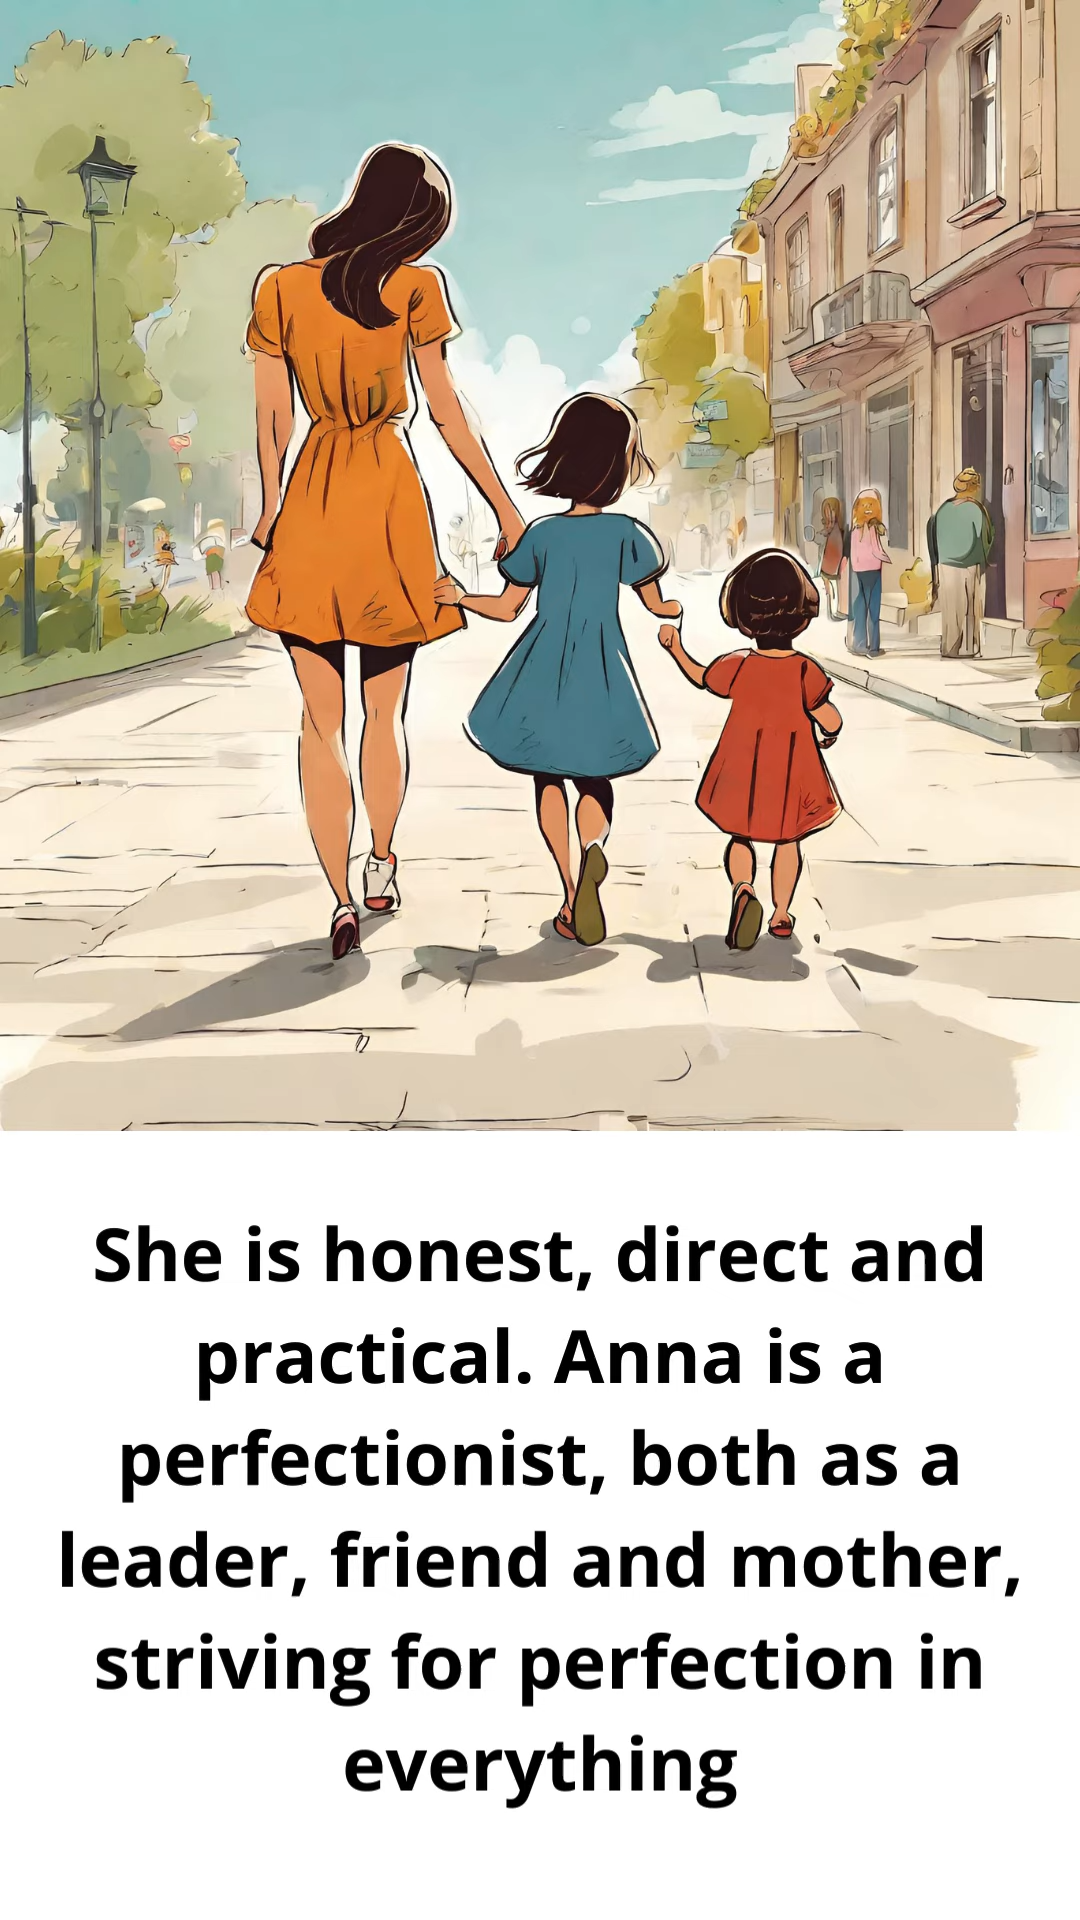 She is honest, direct and
practical. Anna is a
perfectionist, both as a
leader, friend and mother,
striving for perfection in
everything